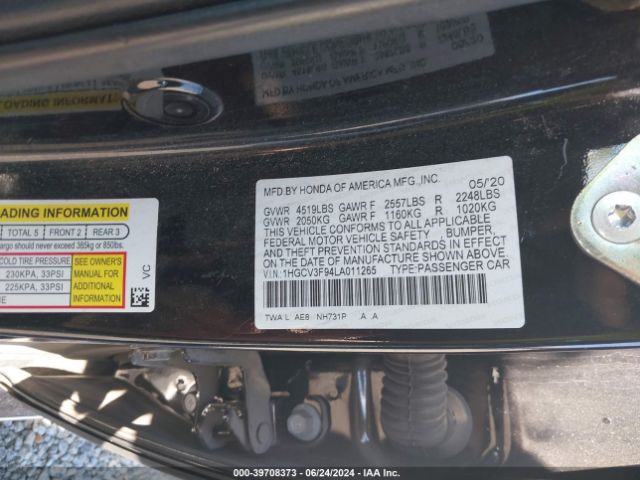 MFD BY HONDA OF AMERICA MFG.,INC. 05/20
GVWR 4519LBS GAWR F 2557LBS R 2248LBS
GVWR 2050KG GAWR F 1160KG R 1020KG
THIS VEHICLE CONFORMS TO ALL APPLICABLE
FEDERAL MOTOR VEHICLE SAFETY, BUMPER,
AND THEFT PREVENTION STANDARDS IN EFFECT
ON THE DATE OF MANUFACTURE SHOWN ABOVE.
V.I.N: 1HGCV3F94LA011265 TYPE:PASSENGER CAR
TWA L AE8 NH731P A .A
ADING INFORMATION
TOTAL 5 FRONT 2 REAR 3
argo should never exceed 385kg or 850lbs.
COLD TIRE PRESSURE
230KPA, 33PSI
225KPA, 33PSI
SEE OWNER'S
MANUAL FOR
ADDITIONAL
INFORMATION
VC
000-39708373 - 06/24/2024 - IAA Inc.